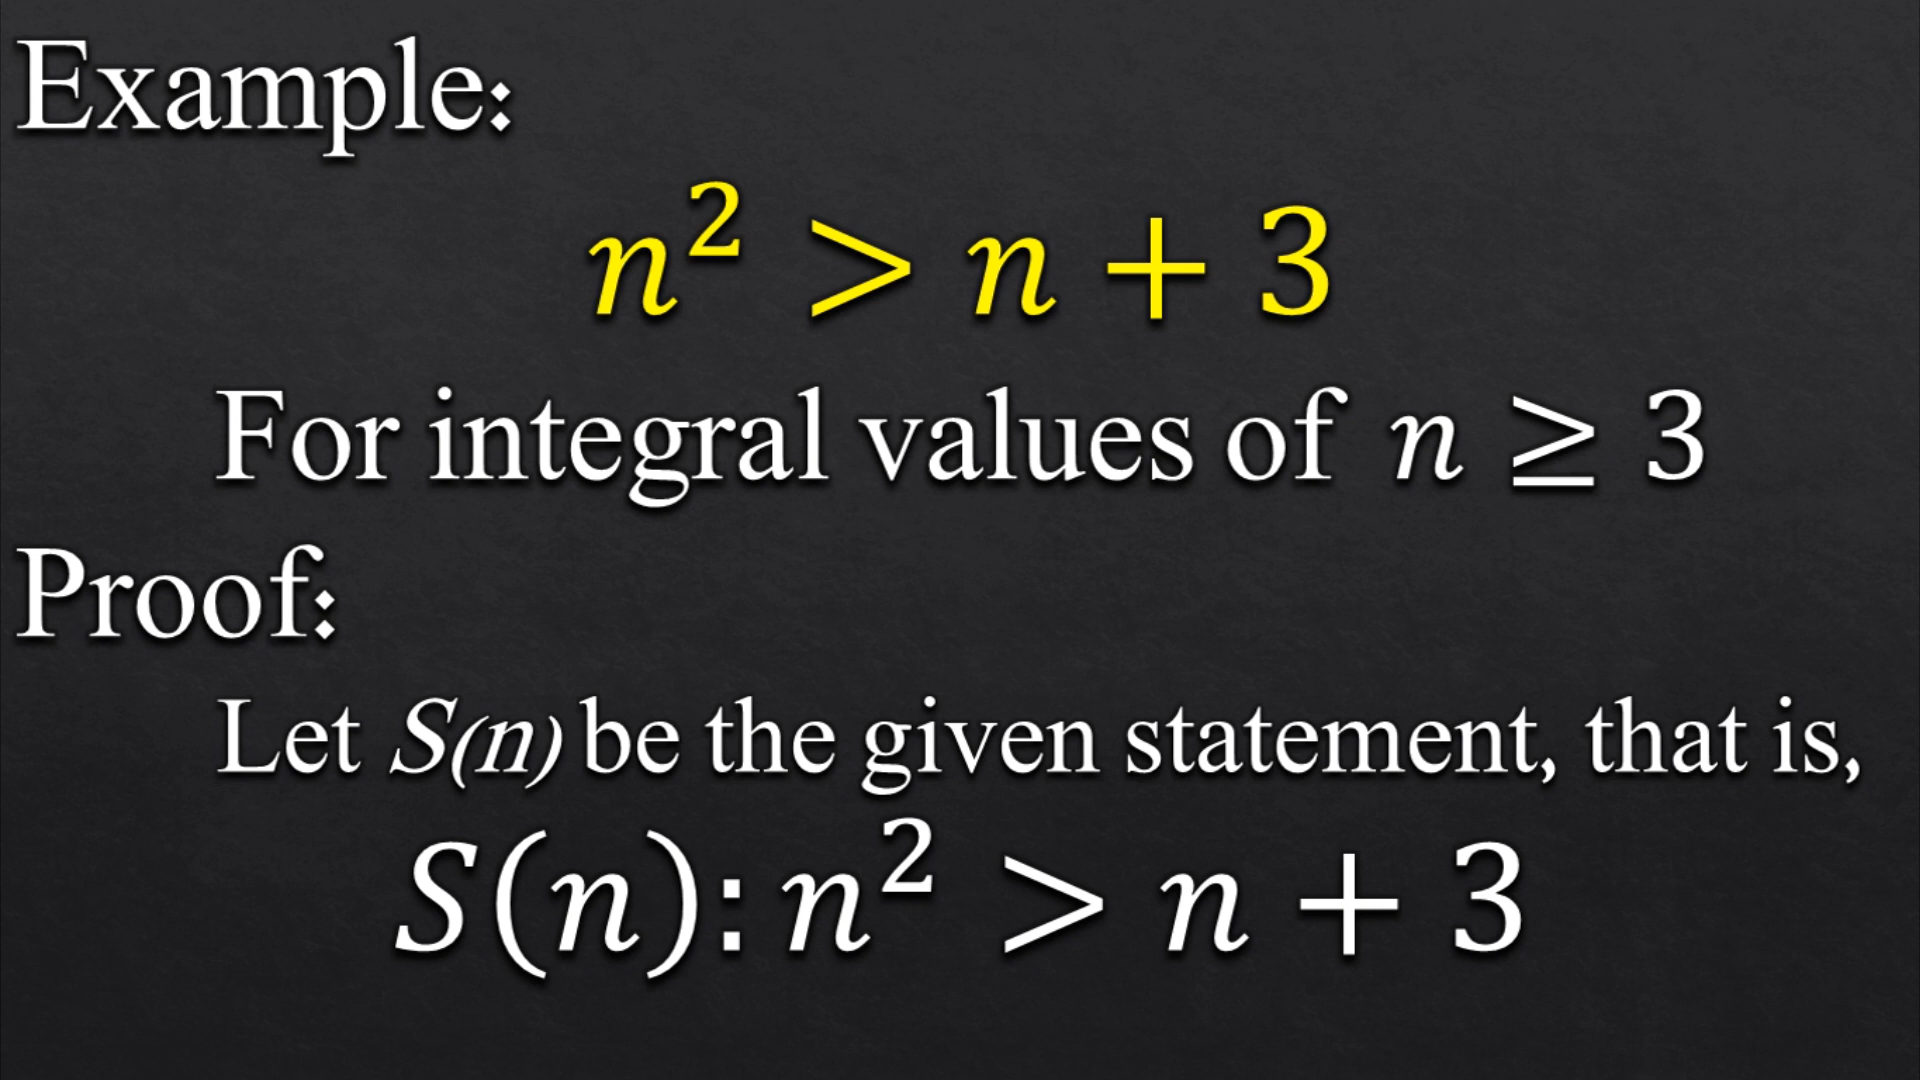 Example:
n² > n + 3
For integral values of n ≥ 3
Proof:
Let S(n) be the given statement, that is,
S(n): n² > n + 3